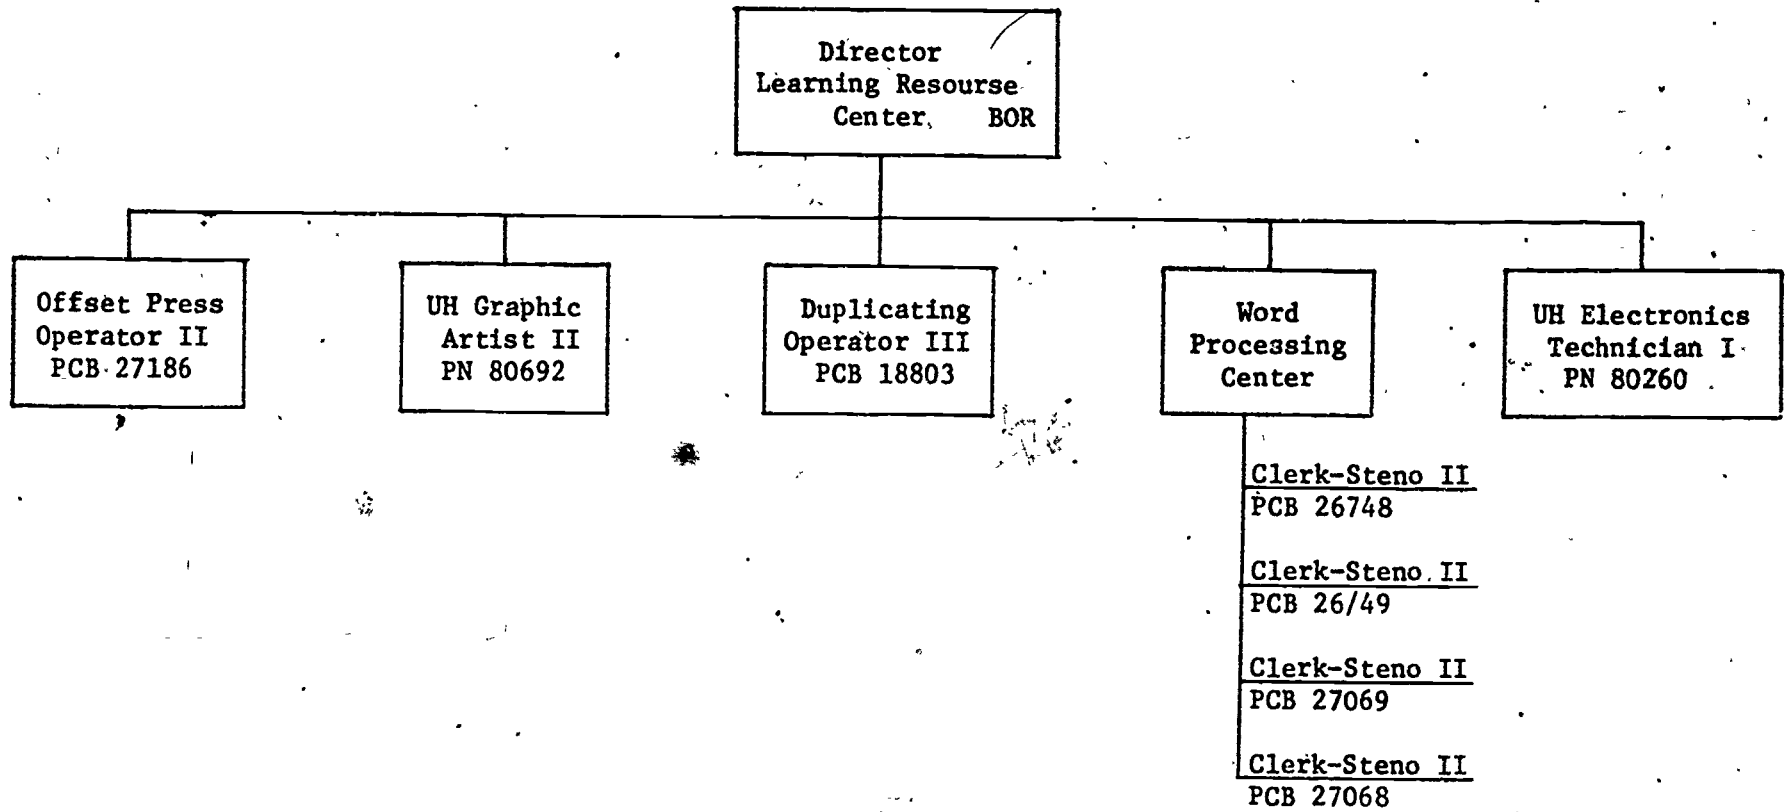 Director
Learning Resourse
Center, BOR
Offset Press
Operator II
PCB 27186
UH Graphic
Artist II
PN 80692
Duplicating
Operator III
PCB 18803
Word
Processing
Center
UH Electronics
Technician I
PN 80260
Clerk-Steno II
PCB 26748
Clerk-Steno II
PCB 26/49
Clerk-Steno II
PCB 27069
Clerk-Steno II
PCB 27068